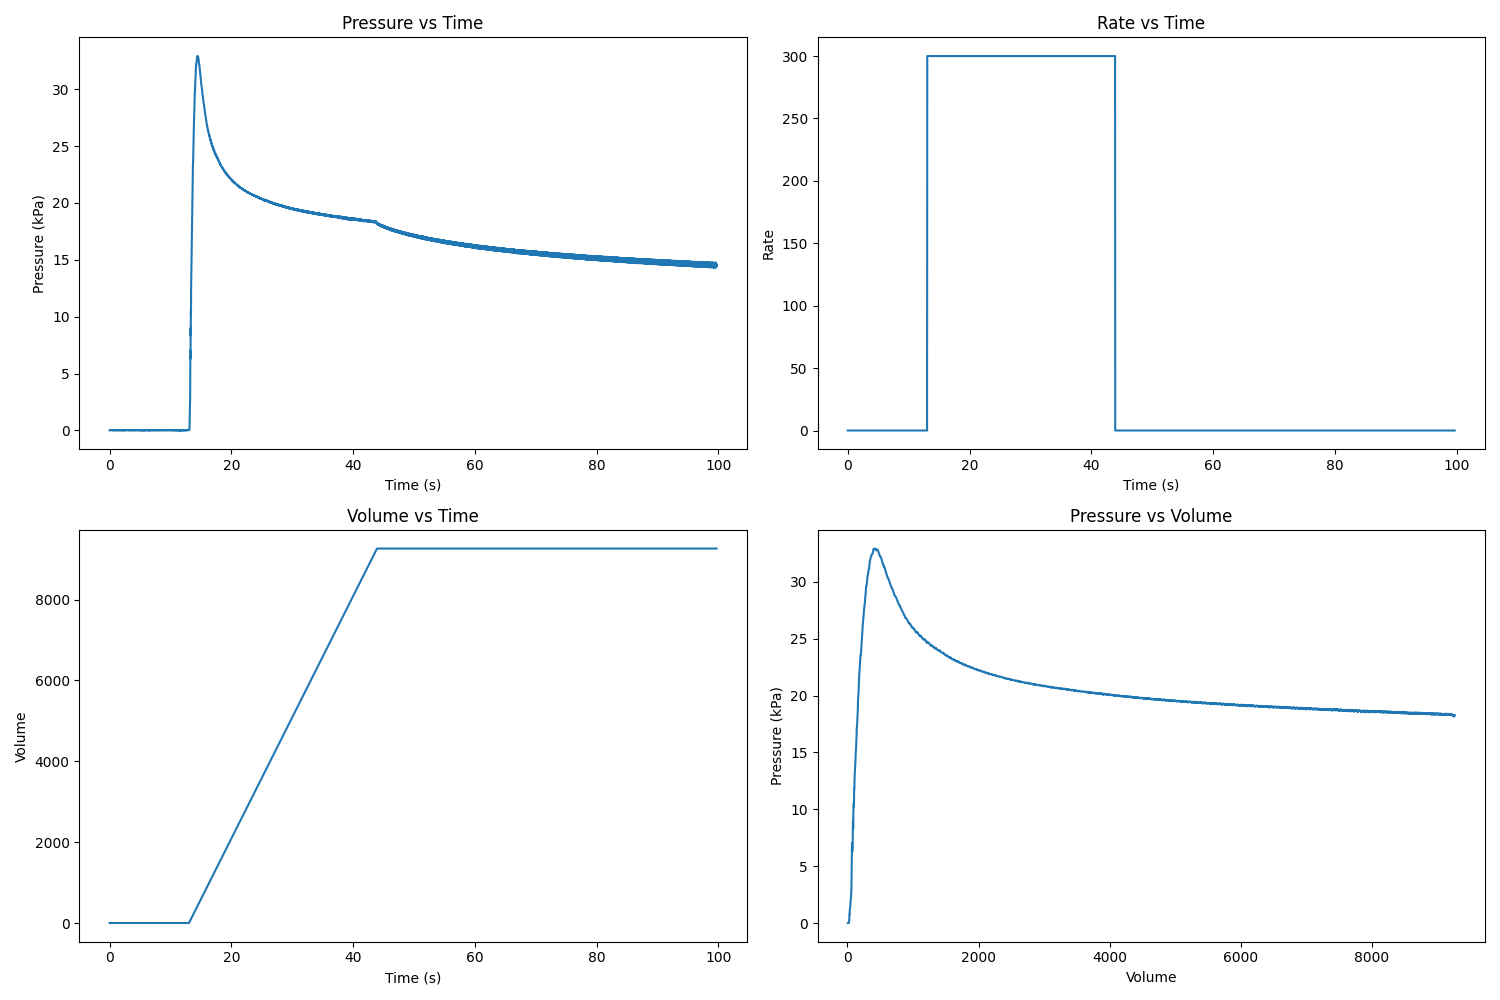 Pressure vs Time
Pressure (kPa)
30
25
20
15
10
5
0
0 20 40 60 80 100
Time (s)
Rate vs Time
Rate
300
250
200
150
100
50
0
0 20 40 60 80 100
Time (s)
Volume vs Time
Volume
8000
6000
4000
2000
0
0 20 40 60 80 100
Time (s)
Pressure vs Volume
Pressure (kPa)
30
25
20
15
10
5
0
0 2000 4000 6000 8000
Volume